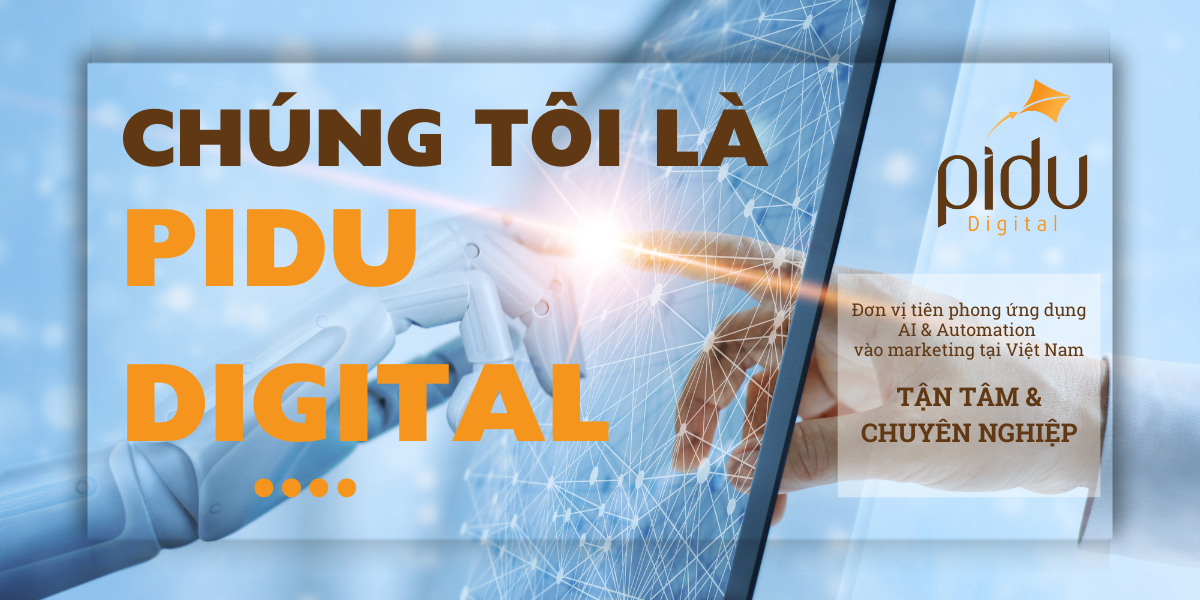 CHÚNG TÔI LÀ
PIDU
DIGITAL
pidu
Digital
Đơn vị tiên phong ứng dụng
AI & Automation
vào marketing tại Việt Nam
TẬN TÂM &
CHUYÊN NGHIỆP